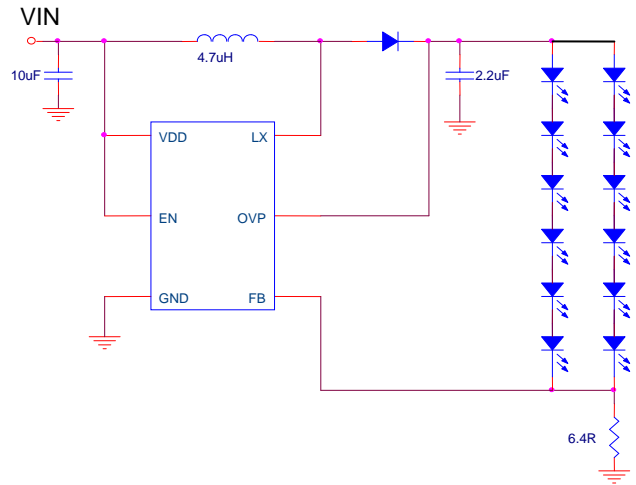 VIN
4.7uH
10uF
2.2uF
VDD LX
EN OVP
GND FB
6.4R